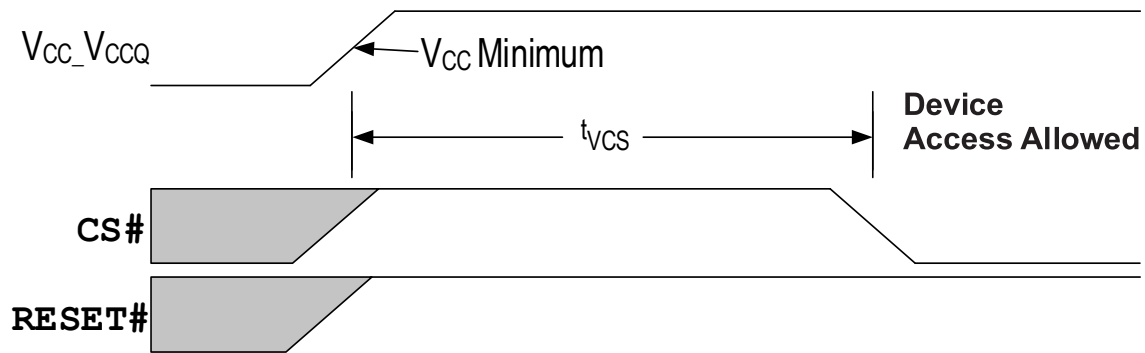 VCC_VCCQ
VCC Minimum
Device
Access Allowed
tVCS
CS#
RESET#